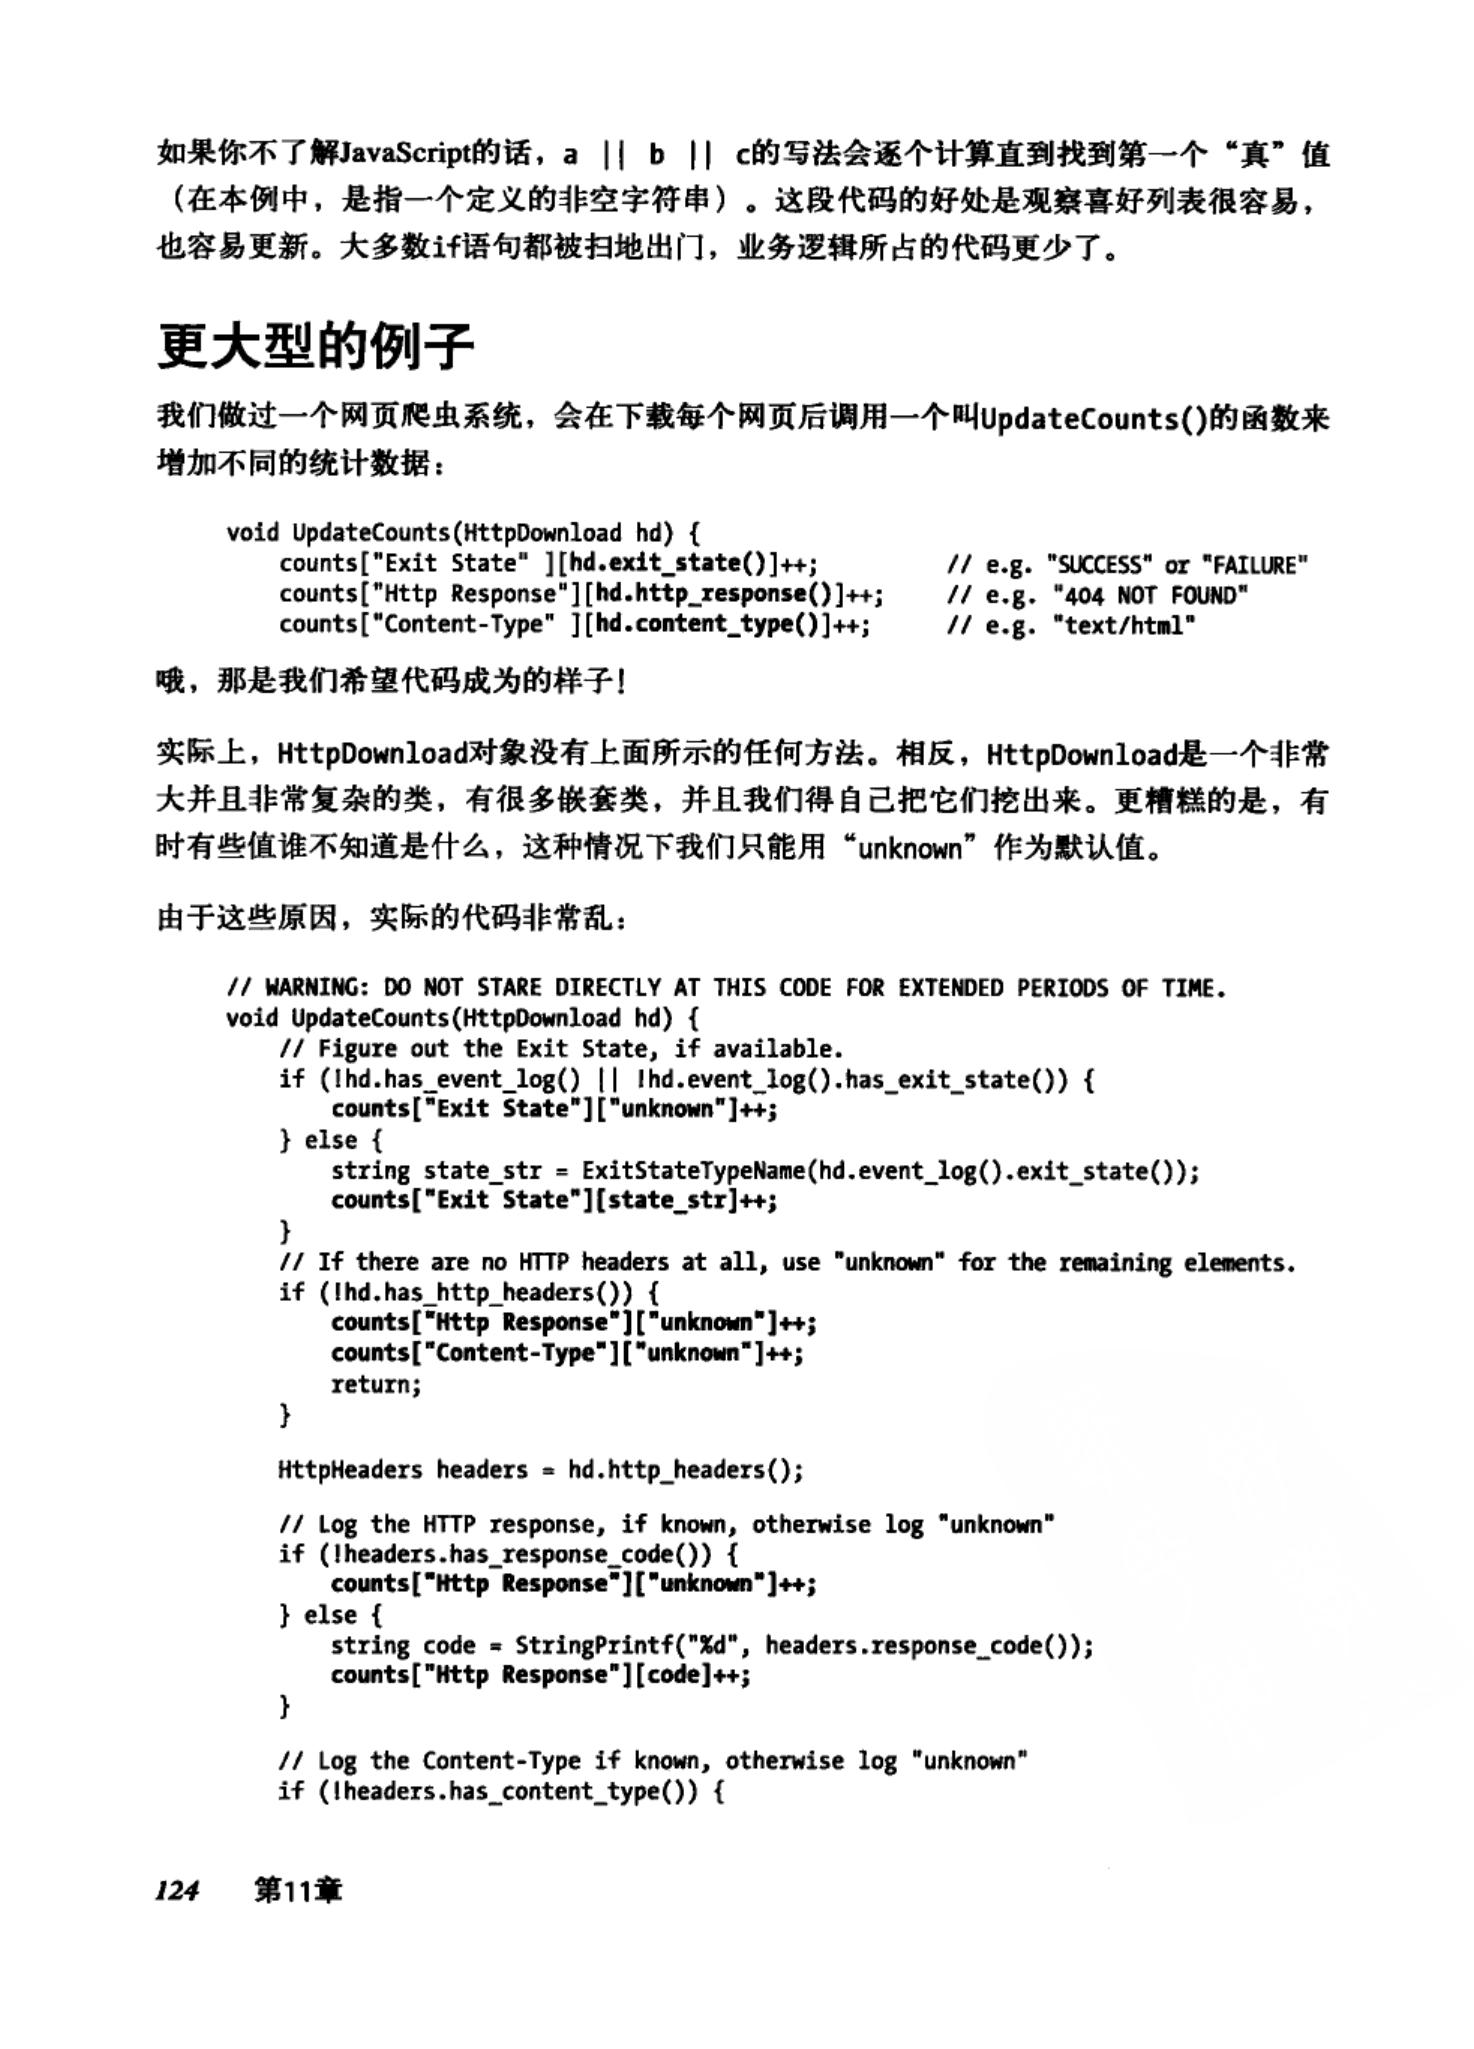 如果你不了解JavaScript的话，a || b || c的写法会逐个计算直到找到第一个“真”值
（在本例中，是指一个定义的非空字符串）。这段代码的好处是观察喜好列表很容易，
也容易更新。大多数if语句都被扫地出门，业务逻辑所占的代码更少了。
更大型的例子
我们做过一个网页爬虫系统，会在下载每个网页后调用一个叫UpdateCounts()的函数来
增加不同的统计数据：
void UpdateCounts(HttpDownload hd) {
    counts["Exit State" ][hd.exit_state()]++;          // e.g. "SUCCESS" or "FAILURE"
    counts["Http Response"][hd.http_response()]++;     // e.g. "404 NOT FOUND"
    counts["Content-Type" ][hd.content_type()]++;      // e.g. "text/html"
哦，那是我们希望代码成为的样子！
实际上，HttpDownload对象没有上面所示的任何方法。相反，HttpDownload是一个非常
大并且非常复杂的类，有很多嵌套类，并且我们得自己把它们挖出来。更糟糕的是，有
时有些值谁不知道是什么，这种情况下我们只能用“unknown”作为默认值。
由于这些原因，实际的代码非常乱：
// WARNING: DO NOT STARE DIRECTLY AT THIS CODE FOR EXTENDED PERIODS OF TIME.
void UpdateCounts(HttpDownload hd) {
    // Figure out the Exit State, if available.
    if (!hd.has_event_log() || !hd.event_log().has_exit_state()) {
        counts["Exit State"]["unknown"]++;
    } else {
        string state_str = ExitStateTypeName(hd.event_log().exit_state());
        counts["Exit State"][state_str]++;
    }
    // If there are no HTTP headers at all, use "unknown" for the remaining elements.
    if (!hd.has_http_headers()) {
        counts["Http Response"]["unknown"]++;
        counts["Content-Type"]["unknown"]++;
        return;
    }
    HttpHeaders headers = hd.http_headers();
    // Log the HTTP response, if known, otherwise log "unknown"
    if (!headers.has_response_code()) {
        counts["Http Response"]["unknown"]++;
    } else {
        string code = StringPrintf("%d", headers.response_code());
        counts["Http Response"][code]++;
    }
    // Log the Content-Type if known, otherwise log "unknown"
    if (!headers.has_content_type()) {
124 第11章